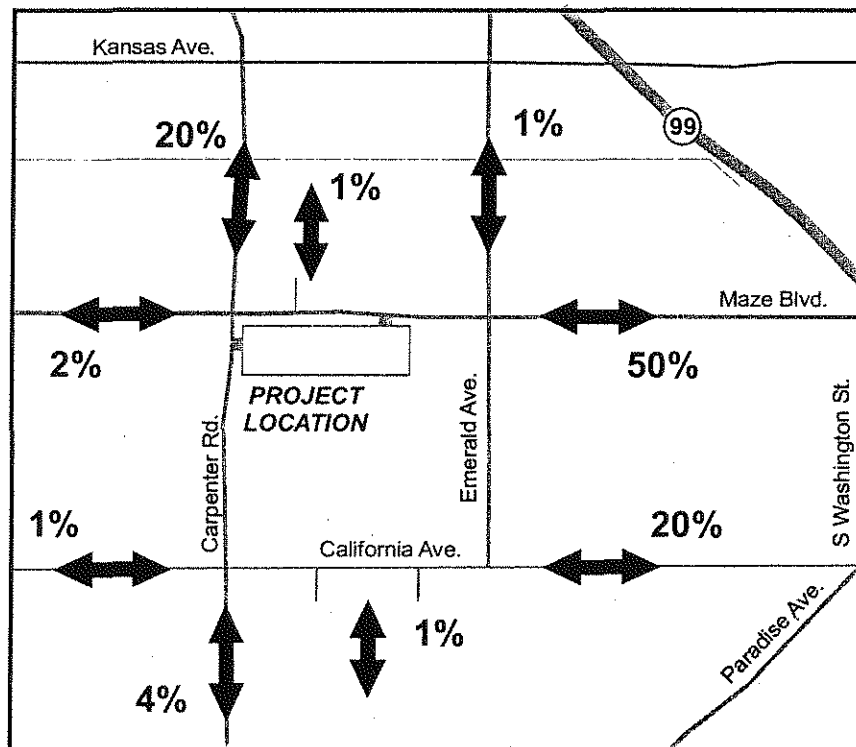 Kansas Ave.
20%
1%
99
1%
Maze Blvd.
2%
50%
PROJECT
LOCATION
Carpenter Rd.
Emerald Ave.
S Washington St.
1%
20%
California Ave.
1%
4%
Paradise Ave.